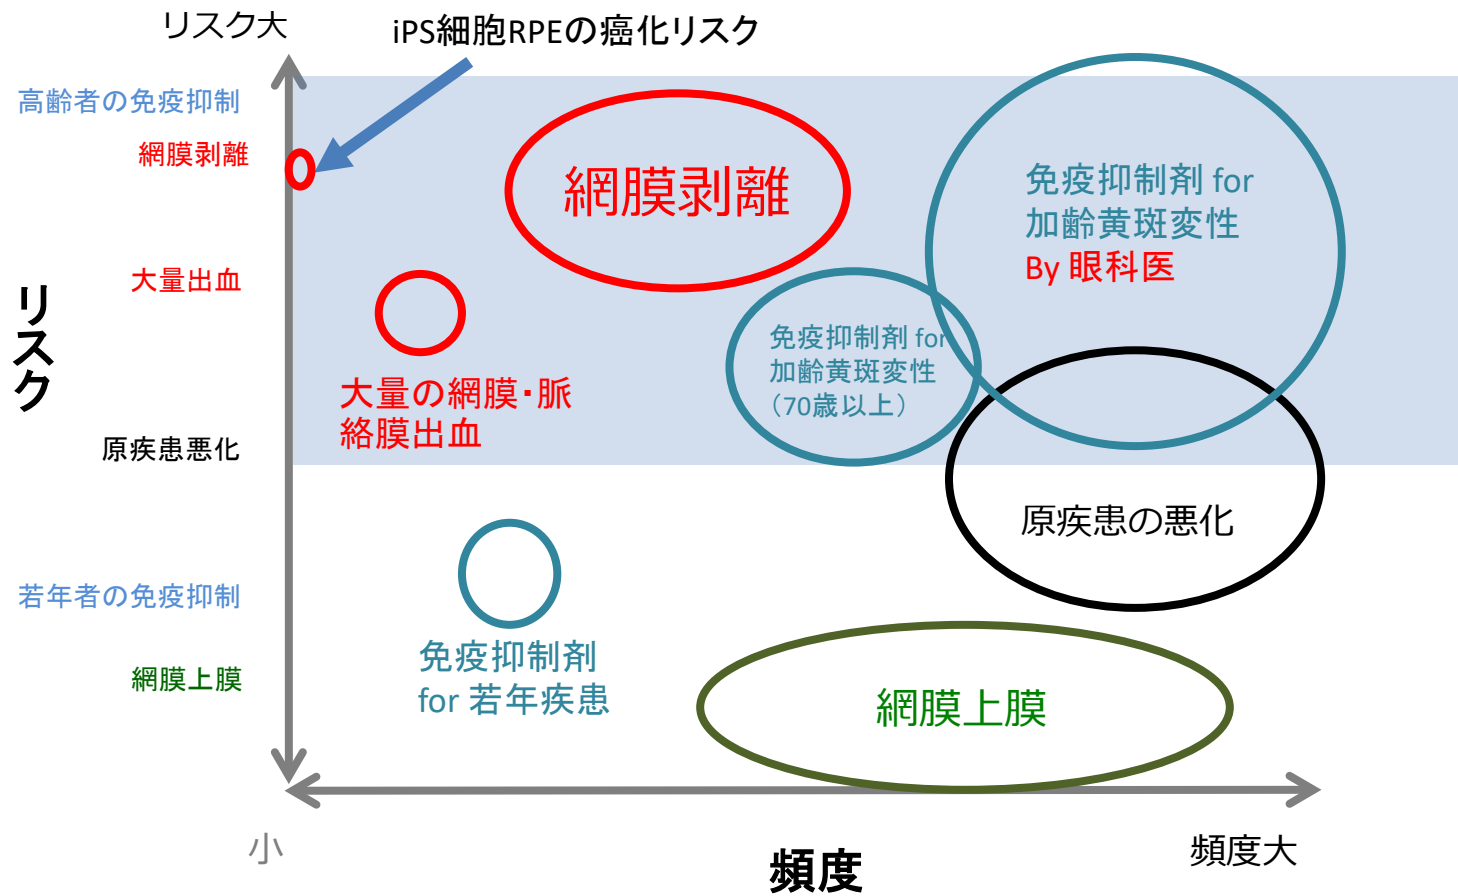 リスク大
iPS細胞RPEの癌化リスク
高齢者の免疫抑制
網膜剥離
大量出血
リスク
原疾患悪化
若年者の免疫抑制
網膜上膜
網膜剥離
免疫抑制剤 for
加齢黄斑変性
By 眼科医
免疫抑制剤 for
加齢黄斑変性
（70歳以上）
大量の網膜・脈
絡膜出血
原疾患の悪化
免疫抑制剤
for 若年疾患
網膜上膜
小
頻度
頻度大